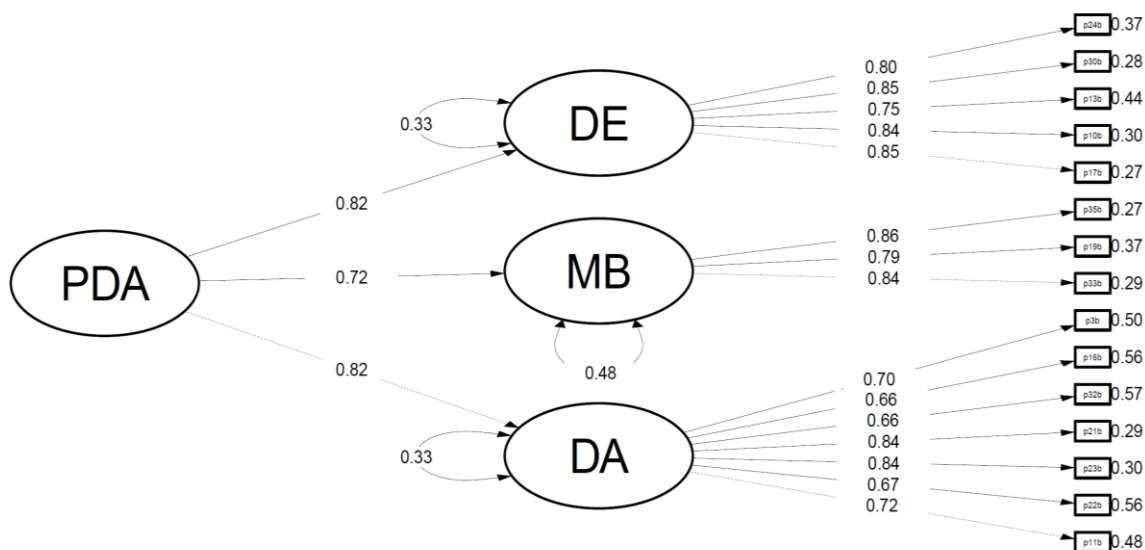 p24b 0.37
0.80
p30b 0.28
0.85
0.75
p13b 0.44
0.33
DE
0.84
p10b 0.30
0.85
p17b 0.27
0.82
p35b 0.27
0.86
0.79
p19b 0.37
PDA
0.72
MB
0.84
p33b 0.29
p3b 0.50
0.82
0.48
0.70
p16b 0.56
0.66
0.66
p32b 0.57
0.84
p21b 0.29
0.33
DA
0.84
p23b 0.30
0.67
p22b 0.56
0.72
p11b 0.48